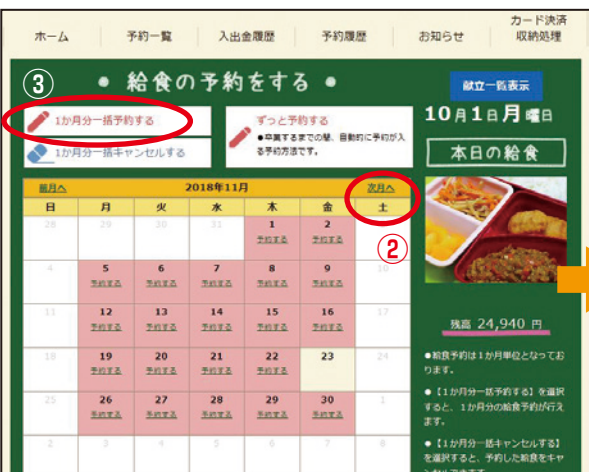 ホーム 予約一覧 入出金履歴 予約履歴 お知らせ カード決済
収納処理
③ ● 給食の予約をする ●
1か月分一括予約する
1か月分一括キャンセルする
ずっと予約する
●卒業するまでの間、自動的に予約が入
る予約方法です。
前月へ 2018年11月 次月へ
②
日 月 火 水 木 金 土
28 29 30 31 1 2
予約する 予約する
4 5 6 7 8 9 10
予約する 予約する 予約する 予約する 予約する
11 12 13 14 15 16 17
予約する 予約する 予約する 予約する 予約する
18 19 20 21 22 23 24
予約する 予約する 予約する 予約する
25 26 27 28 29 30 1
予約する 予約する 予約する 予約する 予約する
2 3 4 5 6 7 8
献立一覧表示
10月1日月曜日
本日の給食
残高 24,940 円
●給食予約は1か月単位となってお
ります。
●【1か月分一括予約する】を選択
すると、1か月分の給食予約が行え
ます。
●【1か月分一括キャンセルする】
を選択すると、予約した給食をキャ